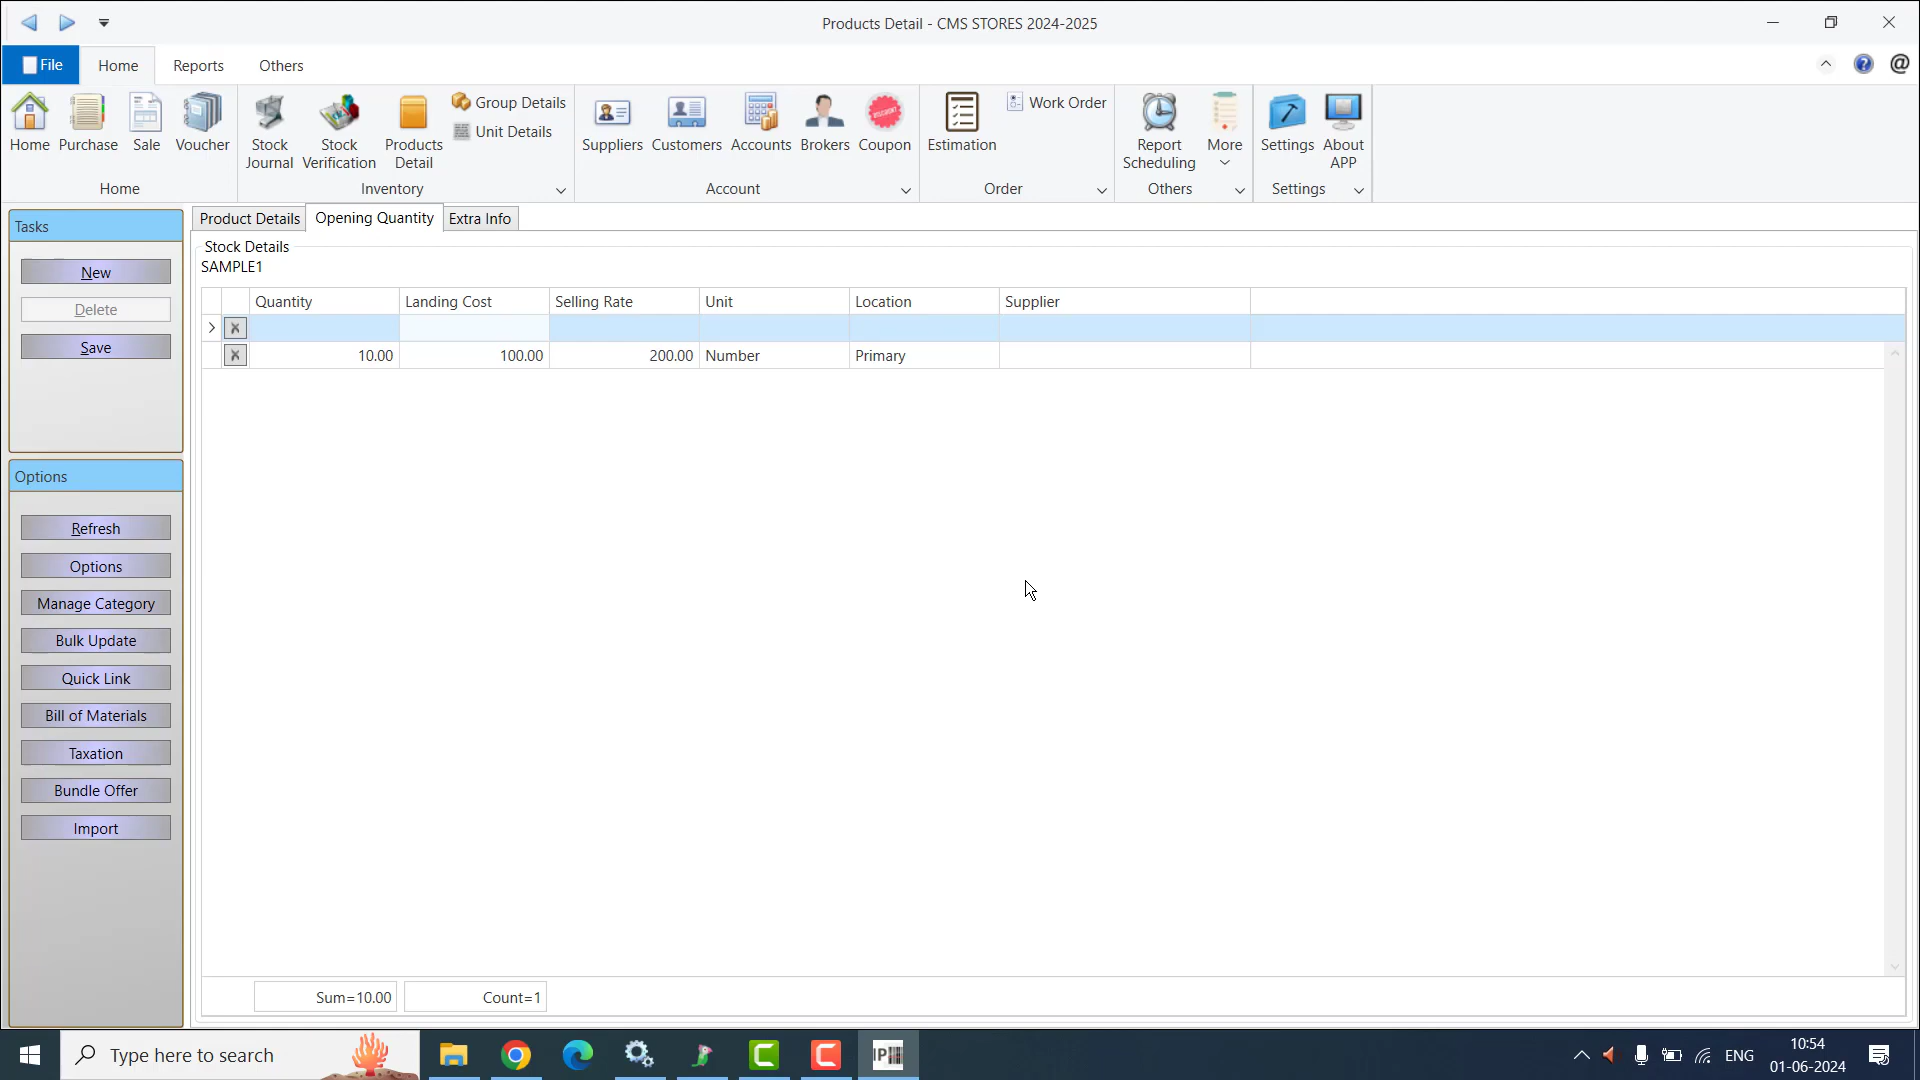 Products Detail - CMS STORES 2024-2025
File Home Reports Others
Home Purchase Sale Voucher
Home
Stock Journal Stock Verification Products Detail Group Details Unit Details
Inventory
Suppliers Customers Accounts Brokers Coupon
Account
Estimation Work Order
Order
Report Scheduling More
Others
Settings About APP
Settings
Tasks
New
Delete
Save
Options
Refresh
Options
Manage Category
Bulk Update
Quick Link
Bill of Materials
Taxation
Bundle Offer
Import
Product Details Opening Quantity Extra Info
Stock Details
SAMPLE1
Quantity Landing Cost Selling Rate Unit Location Supplier
10.00 100.00 200.00 Number Primary
Sum=10.00 Count=1
Type here to search
ENG
10:54
01-06-2024